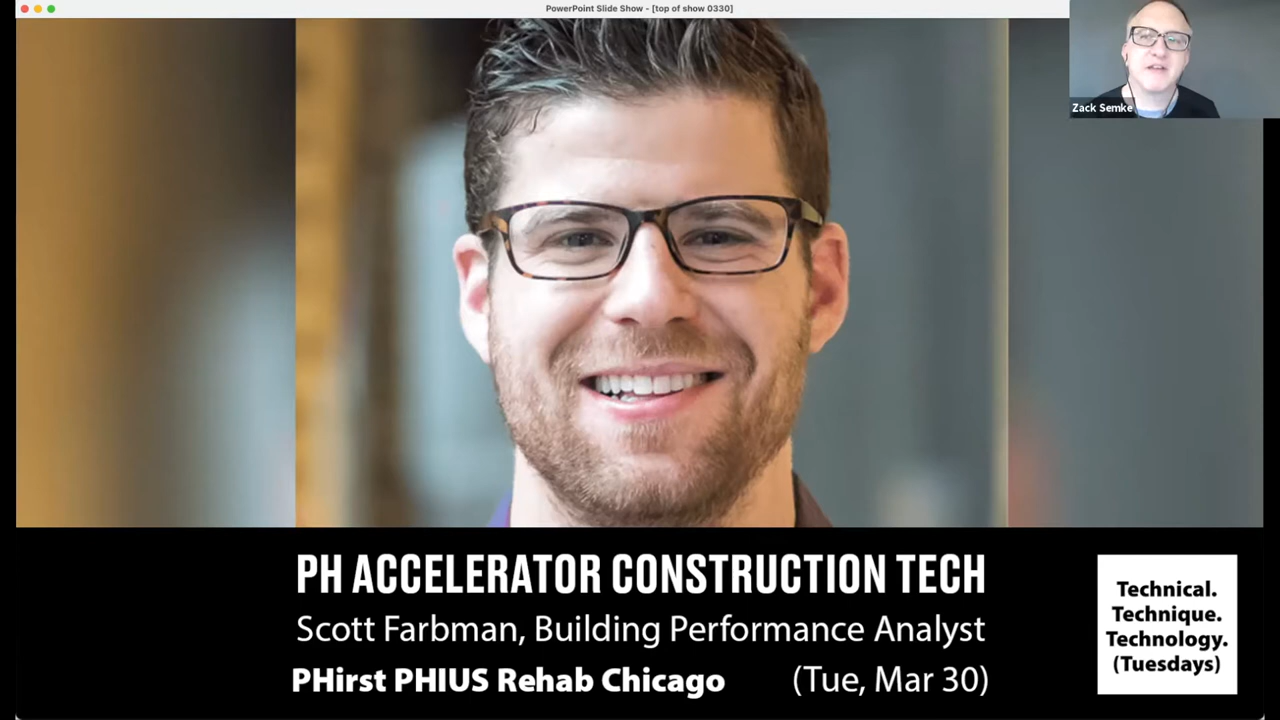 PowerPoint Slide Show - [top of show 0330]
Zack Semke
PH ACCELERATOR CONSTRUCTION TECH
Scott Farbman, Building Performance Analyst
PHirst PHIUS Rehab Chicago (Tue, Mar 30)
Technical.
Technique.
Technology.
(Tuesdays)